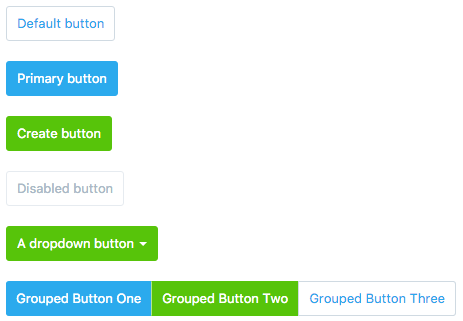 Default button
Primary button
Create button
Disabled button
A dropdown button
Grouped Button One Grouped Button Two Grouped Button Three